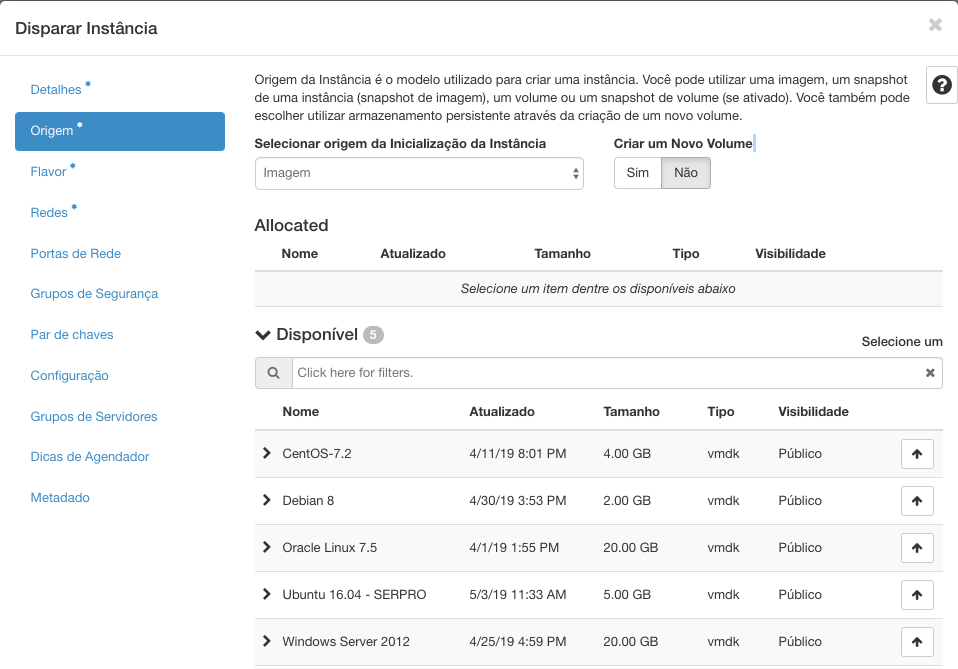 Disparar Instância
Detalhes *
Origem *
Flavor *
Redes *
Portas de Rede
Grupos de Segurança
Par de chaves
Configuração
Grupos de Servidores
Dicas de Agendador
Metadado
Origem da Instância é o modelo utilizado para criar uma instância. Você pode utilizar uma imagem, um snapshot
de uma instância (snapshot de imagem), um volume ou um snapshot de volume (se ativado). Você também pode
escolher utilizar armazenamento persistente através da criação de um novo volume.
Selecionar origem da Inicialização da Instância Criar um Novo Volume
Imagem Sim Não
Allocated
Nome Atualizado Tamanho Tipo Visibilidade
Selecione um item dentre os disponíveis abaixo
Disponível 5 Selecione um
Click here for filters.
Nome Atualizado Tamanho Tipo Visibilidade
CentOS-7.2 4/11/19 8:01 PM 4.00 GB vmdk Público
Debian 8 4/30/19 3:53 PM 2.00 GB vmdk Público
Oracle Linux 7.5 4/1/19 1:55 PM 20.00 GB vmdk Público
Ubuntu 16.04 - SERPRO 5/3/19 11:33 AM 5.00 GB vmdk Público
Windows Server 2012 4/25/19 4:59 PM 20.00 GB vmdk Público